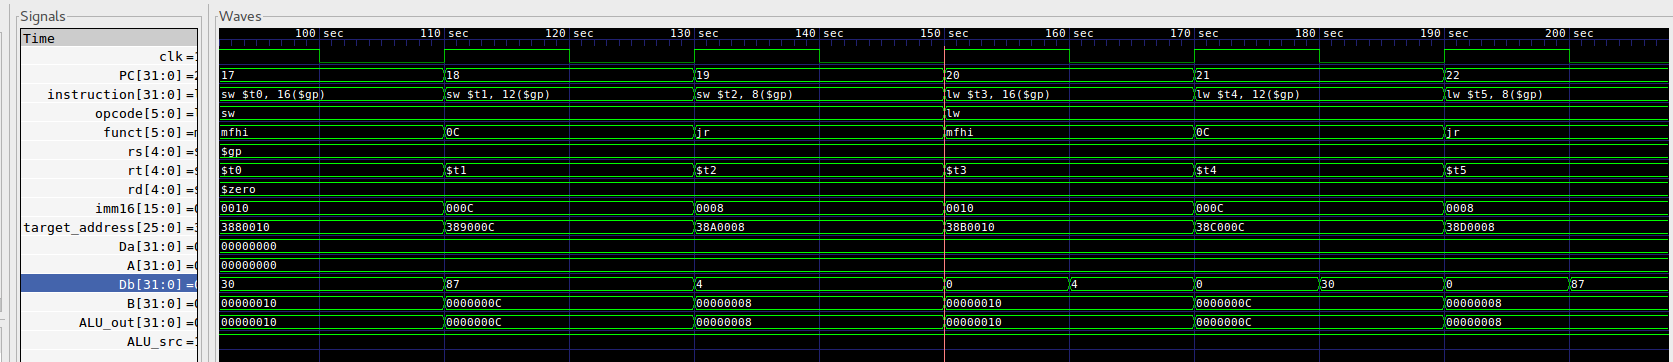 Signals Waves
Time 100 sec 110 sec 120 sec 130 sec 140 sec 150 sec 160 sec 170 sec 180 sec 190 sec 200 sec
clk =
PC[31:0] = 17 18 19 20 21 22
instruction[31:0] = sw $t0, 16($gp) sw $t1, 12($gp) sw $t2, 8($gp) lw $t3, 16($gp) lw $t4, 12($gp) lw $t5, 8($gp)
opcode[5:0] = sw lw
funct[5:0] = mfhi 0C jr mfhi 0C jr
rs[4:0] = $gp
rt[4:0] = $t0 $t1 $t2 $t3 $t4 $t5
rd[4:0] = $zero
imm16[15:0] = 0010 000C 0008 0010 000C 0008
target_address[25:0] = 3880010 389000C 38A0008 38B0010 38C000C 38D0008
Da[31:0] = 00000000
A[31:0] = 00000000
Db[31:0] = 30 87 4 0 4 0 30 0 87
B[31:0] = 00000010 0000000C 00000008 00000010 0000000C 00000008
ALU_out[31:0] = 00000010 0000000C 00000008 00000010 0000000C 00000008
ALU_src =